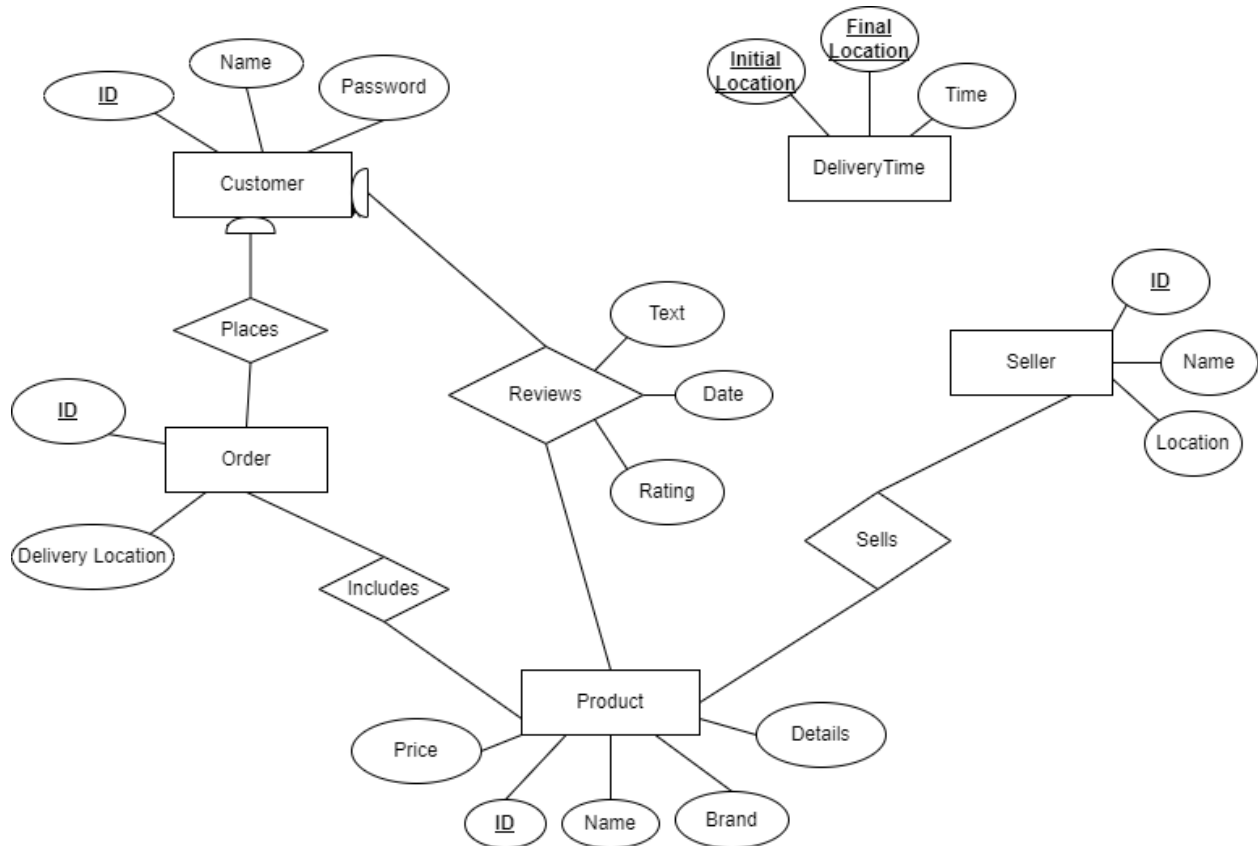 Final
Location
Initial
Location
Name
ID
Password
Time
Customer
DeliveryTime
ID
Text
Places
Seller
Name
ID
Reviews
Date
Order
Location
Rating
Sells
Delivery Location
Includes
Product
Details
Price
ID
Name
Brand